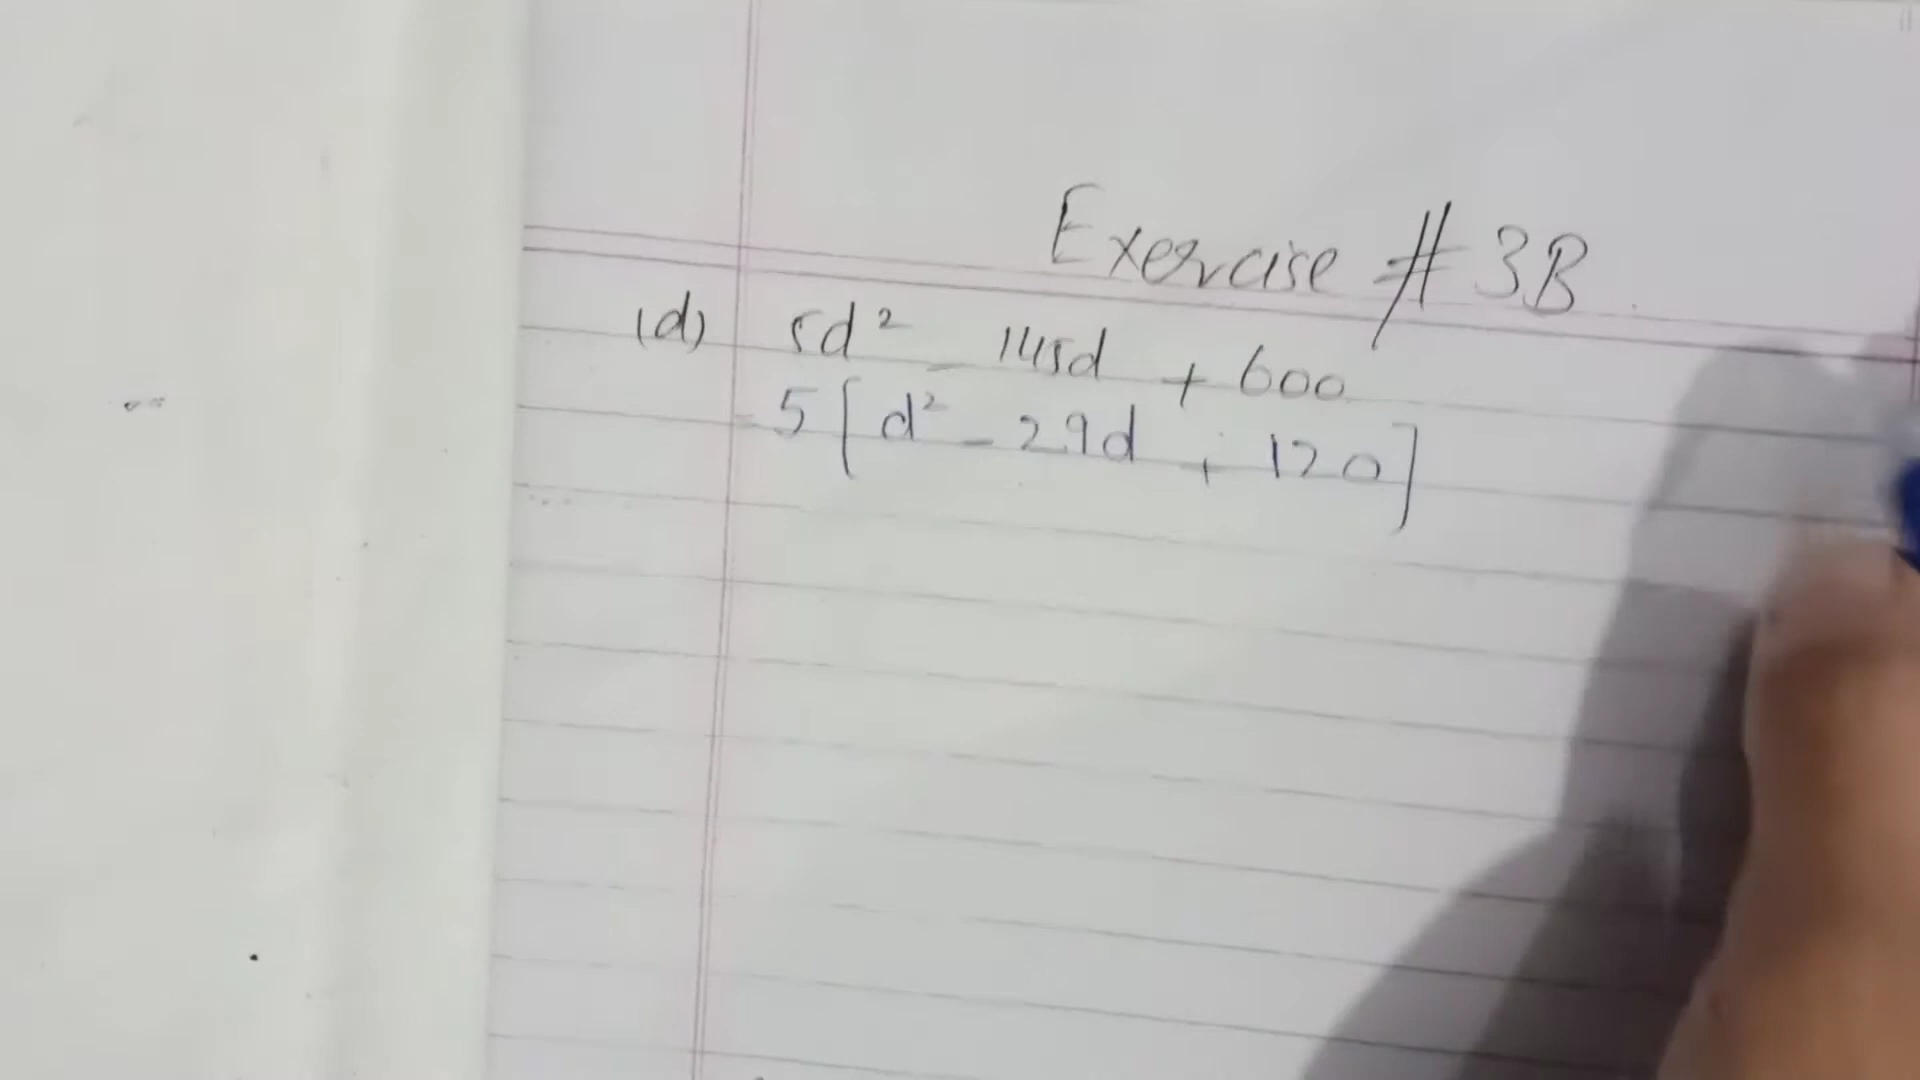 Exercise # 3B
(d) 5d² - 145d + 600
5[d² - 29d + 120]